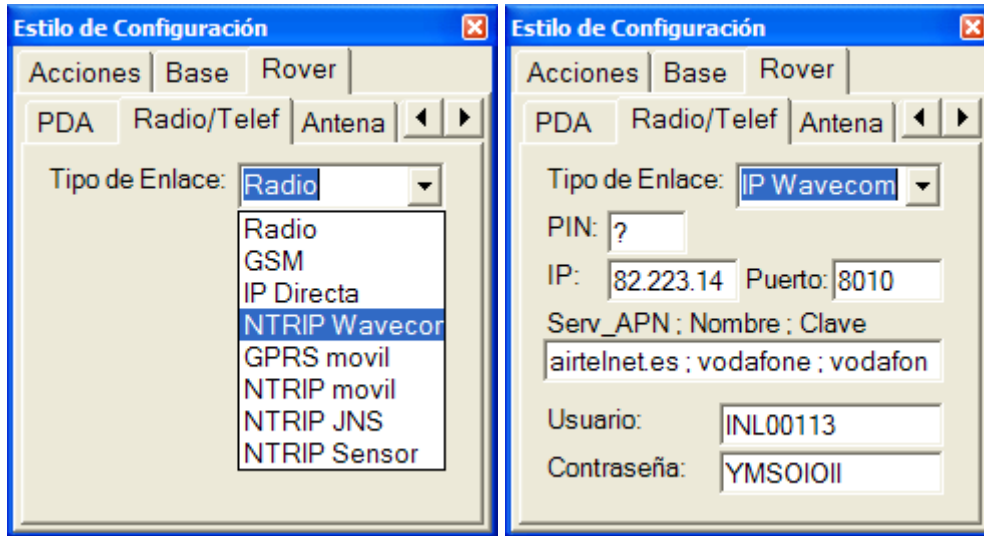 Estilo de Configuración
Acciones Base Rover
PDA Radio/Telef Antena
Tipo de Enlace: Radio
Radio
GSM
IP Directa
NTRIP Wavecor
GPRS movil
NTRIP movil
NTRIP JNS
NTRIP Sensor
Estilo de Configuración
Acciones Base Rover
PDA Radio/Telef Antena
Tipo de Enlace: IP Wavecom
PIN: ?
IP: 82.223.14 Puerto: 8010
Serv_APN ; Nombre ; Clave
airtelnet.es ; vodafone ; vodafon
Usuario: INL00113
Contraseña: YMSOIOII